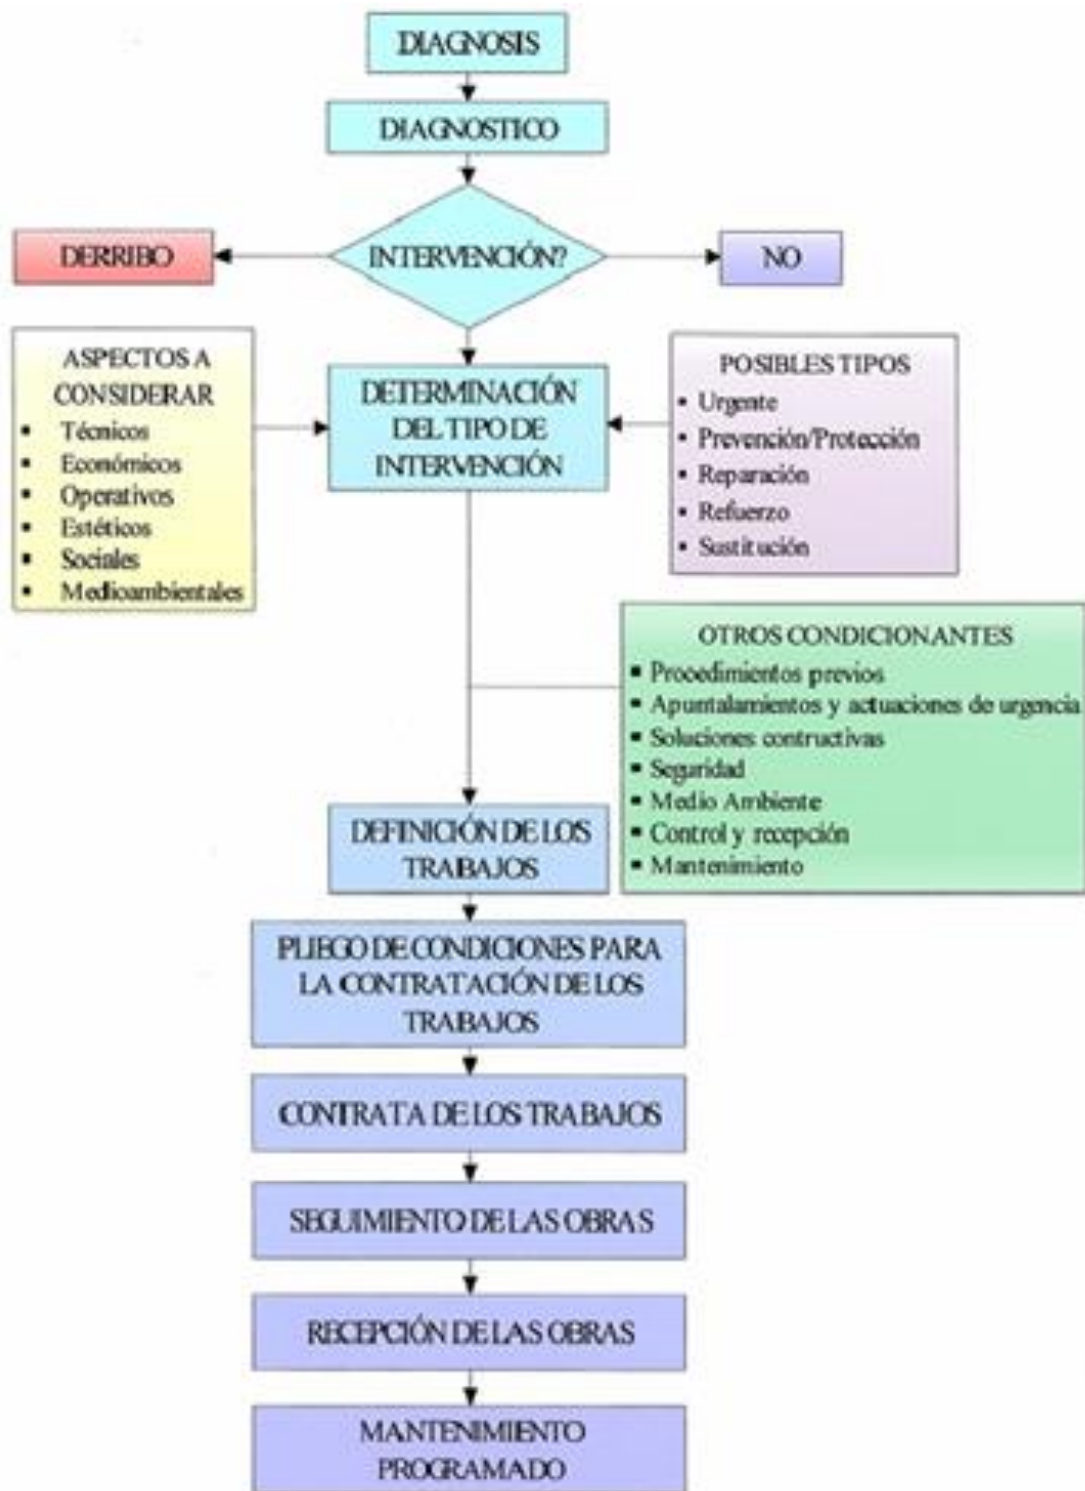 DIAGNOSIS
DIAGNOSTICO
INTERVENCIÓN?
DERRIBO
NO
ASPECTOS A
CONSIDERAR
▪ Técnicos
▪ Económicos
▪ Operativos
▪ Estéticos
▪ Sociales
▪ Medioambientales
DETERMINACIÓN
DEL TIPO DE
INTERVENCIÓN
POSIBLES TIPOS
▪ Urgente
▪ Prevención/Protección
▪ Reparación
▪ Refuerzo
▪ Sustitución
OTROS CONDICIONANTES
▪ Procedimientos previos
▪ Apuntalamientos y actuaciones de urgencia
▪ Soluciones contructivas
▪ Seguridad
▪ Medio Ambiente
▪ Control y recepción
▪ Mantenimiento
DEFINICIÓN DE LOS
TRABAJOS
PLIEGO DE CONDICIONES PARA
LA CONTRATACIÓN DE LOS
TRABAJOS
CONTRATA DE LOS TRABAJOS
SEGUIMIENTO DE LAS OBRAS
RECEPCIÓN DE LAS OBRAS
MANTENIMIENTO
PROGRAMADO